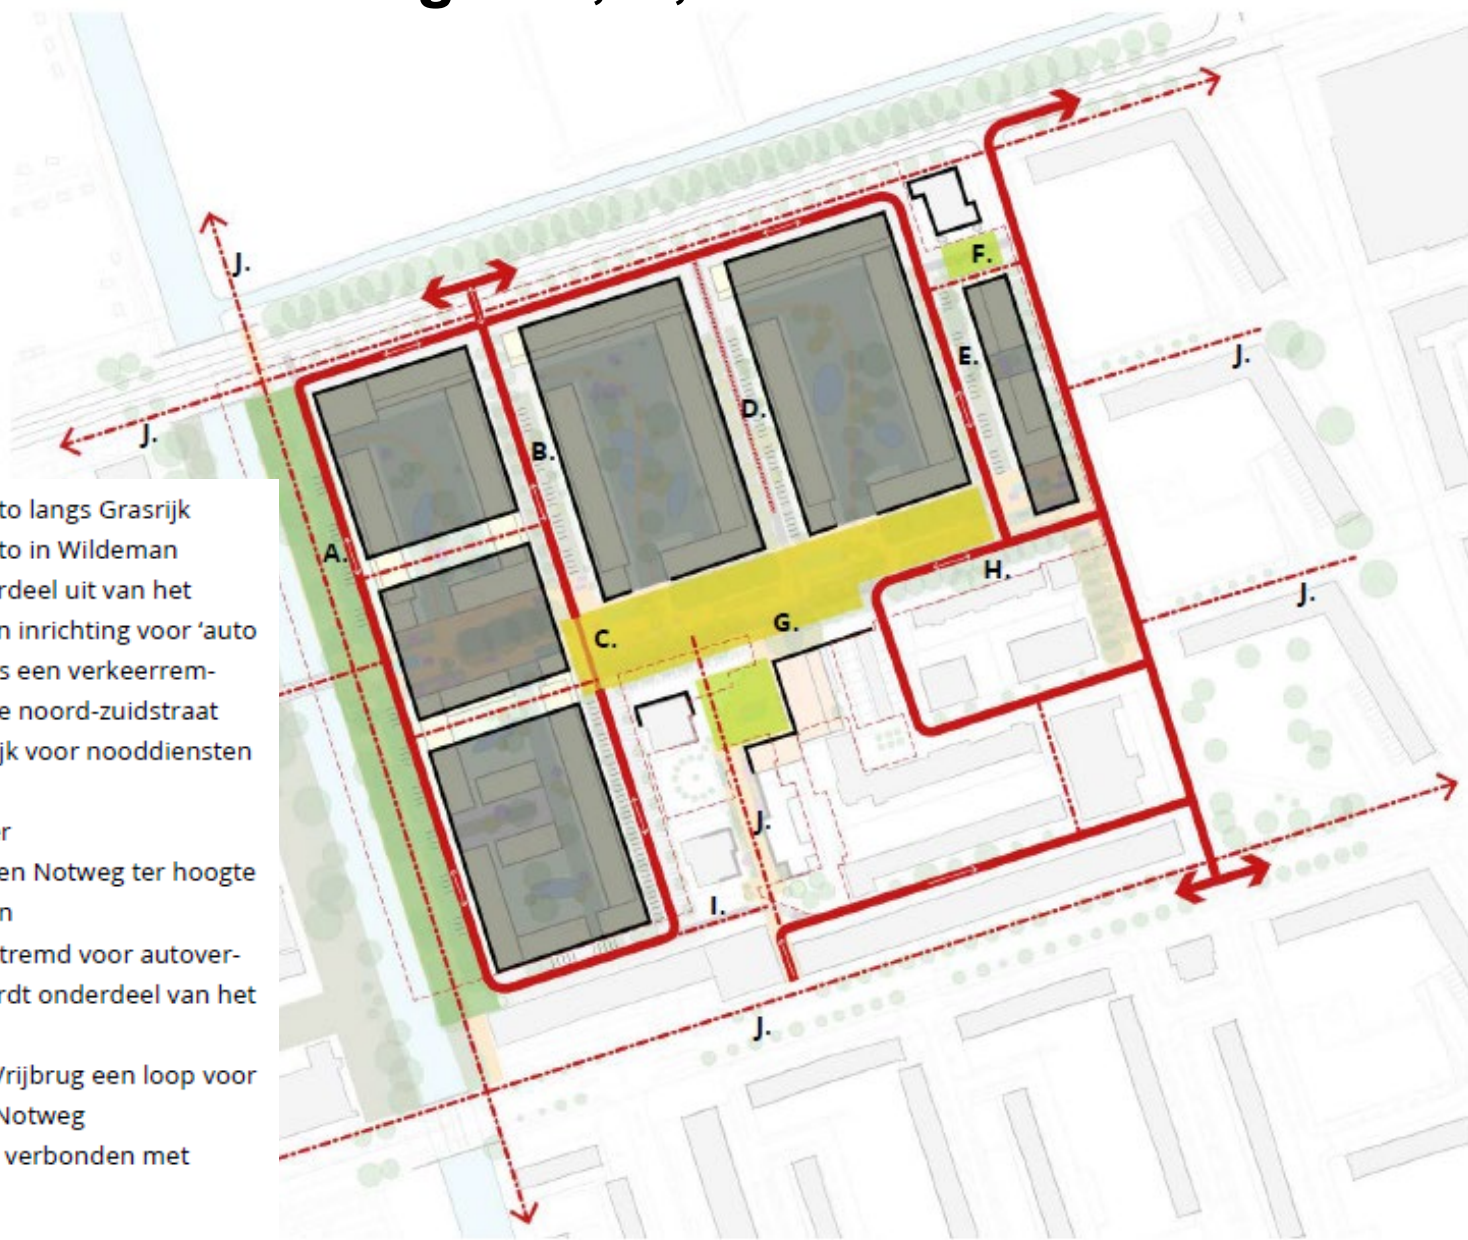 to langs Grasrijk
to in Wildeman
rdeel uit van het
n inrichting voor ‘auto
s een verkeerrem-
e noord-zuidstraat
jk voor nooddiensten
er
en Notweg ter hoogte
n
tremd voor autover-
rdt onderdeel van het
Vrijbrug een loop voor
Notweg
verbonden met
J.
J.
F.
E.
J.
D.
B.
A.
H.
J.
G.
C.
J.
I.
J.